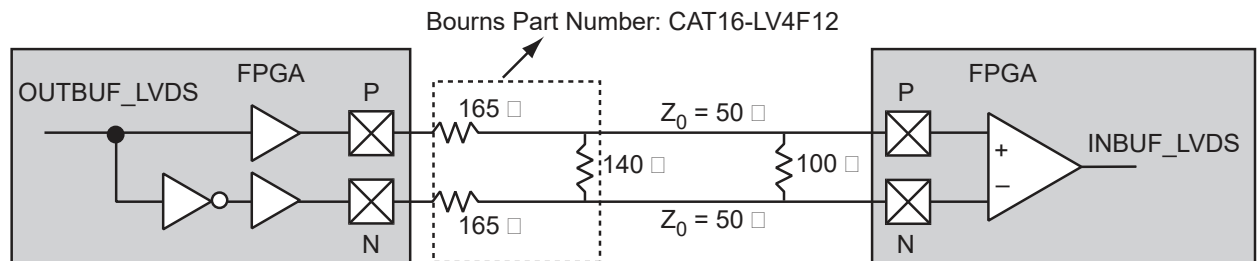 Bourns Part Number: CAT16-LV4F12
FPGA
FPGA
OUTBUF_LVDS
P
165 □
Z0 = 50 □
P
140 □
100 □
+
−
INBUF_LVDS
N
165 □
Z0 = 50 □
N